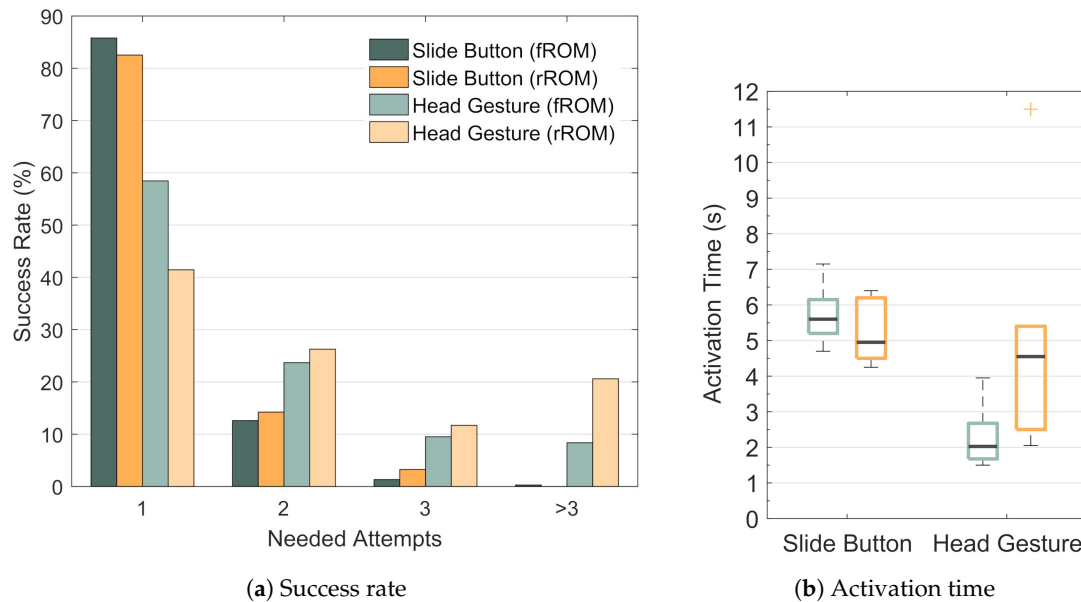 90
80
70
60
50
40
30
20
10
0
Success Rate (%)
Slide Button (fROM)
Slide Button (rROM)
Head Gesture (fROM)
Head Gesture (rROM)
1 2 3 >3
Needed Attempts
(a) Success rate
12
11
10
9
8
7
6
5
4
3
2
1
0
Activation Time (s)
Slide Button Head Gesture
(b) Activation time